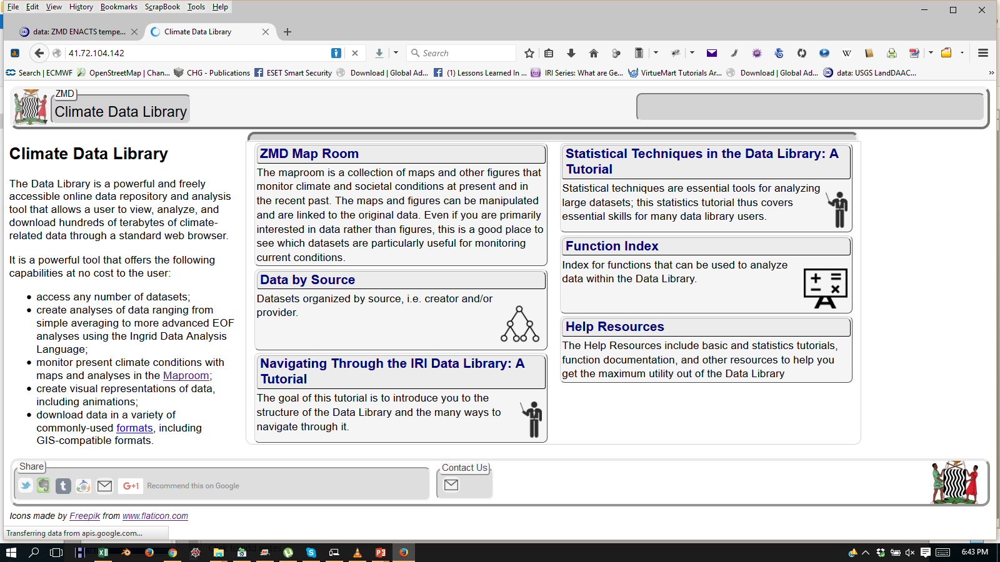 File Edit View History Bookmarks ScrapBook Tools Help
data: ZMD ENACTS tempe...
Climate Data Library
41.72.104.142
Search
Search | ECMWF
OpenStreetMap | Chan...
CHG - Publications
ESET Smart Security
Download | Global Ad...
(1) Lessons Learned In ...
IRI Series: What are Ge...
VirtueMart Tutorials Ar...
Download | Global Ad...
data: USGS LandDAAC...
ZMD
Climate Data Library
Climate Data Library
The Data Library is a powerful and freely
accessible online data repository and analysis
tool that allows a user to view, analyze, and
download hundreds of terabytes of climate-
related data through a standard web browser.
It is a powerful tool that offers the following
capabilities at no cost to the user:
access any number of datasets;
create analyses of data ranging from
simple averaging to more advanced EOF
analyses using the Ingrid Data Analysis
Language;
monitor present climate conditions with
maps and analyses in the Maproom;
create visual representations of data,
including animations;
download data in a variety of
commonly-used formats, including
GIS-compatible formats.
ZMD Map Room
The maproom is a collection of maps and other figures that
monitor climate and societal conditions at present and in
the recent past. The maps and figures can be manipulated
and are linked to the original data. Even if you are primarily
interested in data rather than figures, this is a good place to
see which datasets are particularly useful for monitoring
current conditions.
Data by Source
Datasets organized by source, i.e. creator and/or
provider.
Navigating Through the IRI Data Library: A
Tutorial
The goal of this tutorial is to introduce you to the
structure of the Data Library and the many ways to
navigate through it.
Statistical Techniques in the Data Library: A
Tutorial
Statistical techniques are essential tools for analyzing
large datasets; this statistics tutorial thus covers
essential skills for many data library users.
Function Index
Index for functions that can be used to analyze
data within the Data Library.
Help Resources
The Help Resources include basic and statistics tutorials,
function documentation, and other resources to help you
get the maximum utility out of the Data Library
Share
G+1 Recommend this on Google
Contact Us
Icons made by Freepik from www.flaticon.com
Transferring data from apis.google.com...
6:43 PM